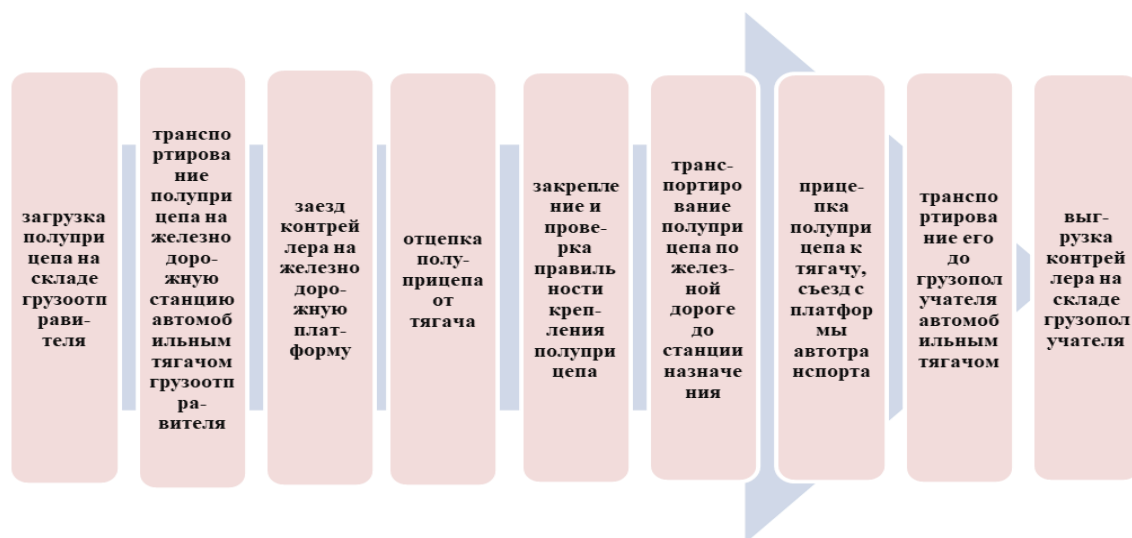 загрузка
полупри
цепа на
складе
грузоотп
рави-
теля
транспо
ртирова
ние
полупри
цепа на
железно
доро-
жную
станцию
автомоб
ильным
тягачом
грузоотп
ра-
вителя
заезд
контрей
лера на
железно
доро-
жную
плат-
форму
отцепка
полу-
прицепа
от
тягача
закрепле
ние и
прове-
рка
правиль
ности
креп-
ления
полупри
цепа
транс-
портиро
вание
полупри
цепа по
желез-
ной
дороге
до
станции
назначе
ния
прице-
пка
полупри
цепа к
тягачу,
съезд с
платфор
мы
автотра
нспорта
транспо
ртирова
ние его
до
грузопол
учателя
автомоб
ильным
тягачом
выг-
рузка
контрей
лера на
складе
грузопол
учателя